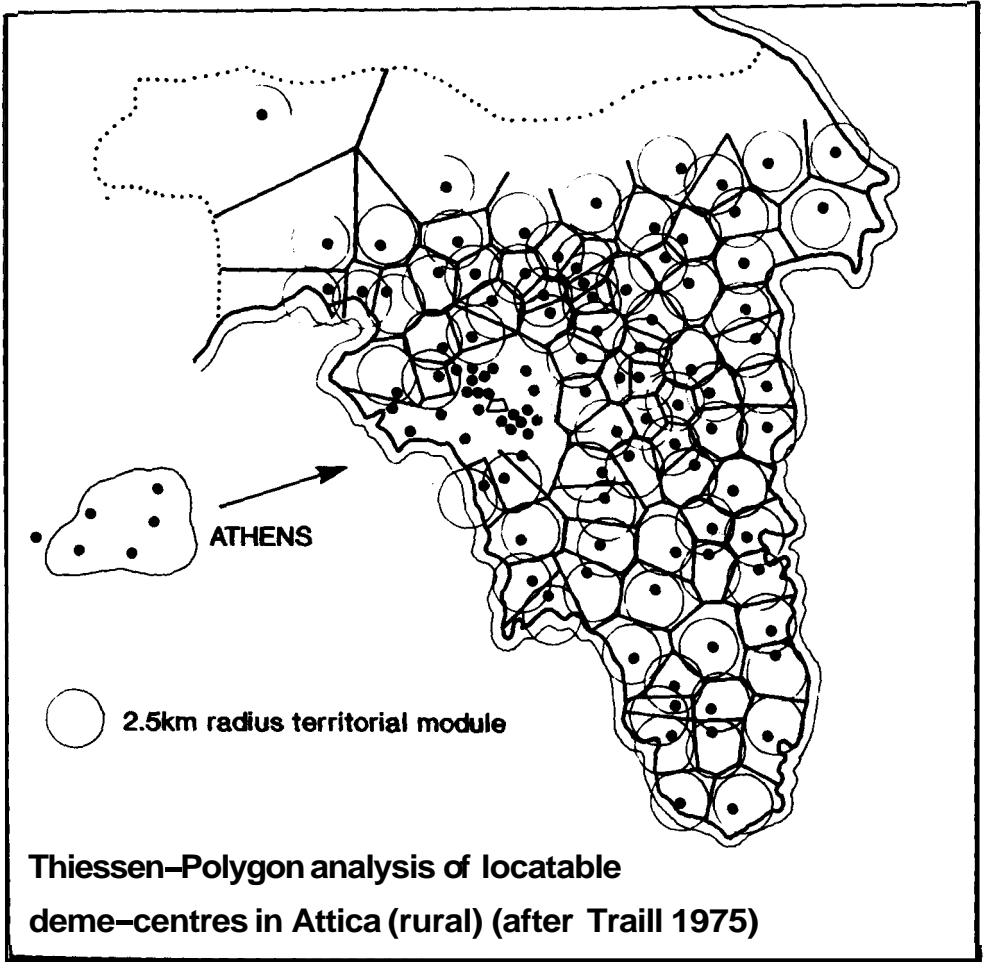 ATHENS
2.5km radius territorial module
Thiessen-Polygon analysis of locatable
deme-centres in Attica (rural) (after Traill 1975)